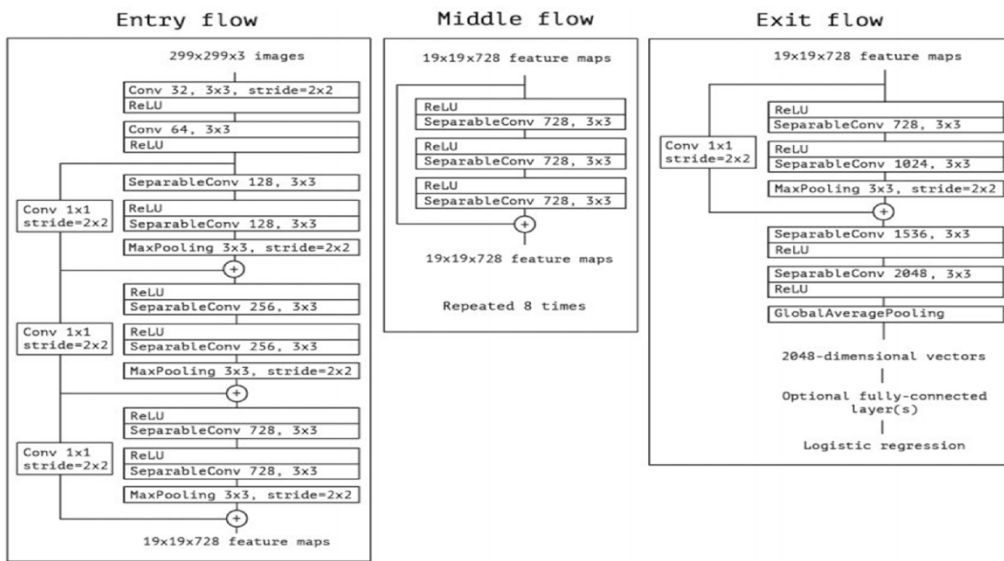 Entry flow
299x299x3 images
Conv 32, 3x3, stride=2x2
ReLU
Conv 64, 3x3
ReLU
Conv 1x1
stride=2x2
SeparableConv 128, 3x3
ReLU
SeparableConv 128, 3x3
MaxPooling 3x3, stride=2x2
+
Conv 1x1
stride=2x2
ReLU
SeparableConv 256, 3x3
ReLU
SeparableConv 256, 3x3
MaxPooling 3x3, stride=2x2
+
Conv 1x1
stride=2x2
ReLU
SeparableConv 728, 3x3
ReLU
SeparableConv 728, 3x3
MaxPooling 3x3, stride=2x2
+
19x19x728 feature maps
Middle flow
19x19x728 feature maps
ReLU
SeparableConv 728, 3x3
ReLU
SeparableConv 728, 3x3
ReLU
SeparableConv 728, 3x3
+
19x19x728 feature maps
Repeated 8 times
Exit flow
19x19x728 feature maps
Conv 1x1
stride=2x2
ReLU
SeparableConv 728, 3x3
ReLU
SeparableConv 1024, 3x3
MaxPooling 3x3, stride=2x2
+
SeparableConv 1536, 3x3
ReLU
SeparableConv 2048, 3x3
ReLU
GlobalAveragePooling
2048-dimensional vectors
Optional fully-connected
layer(s)
Logistic regression